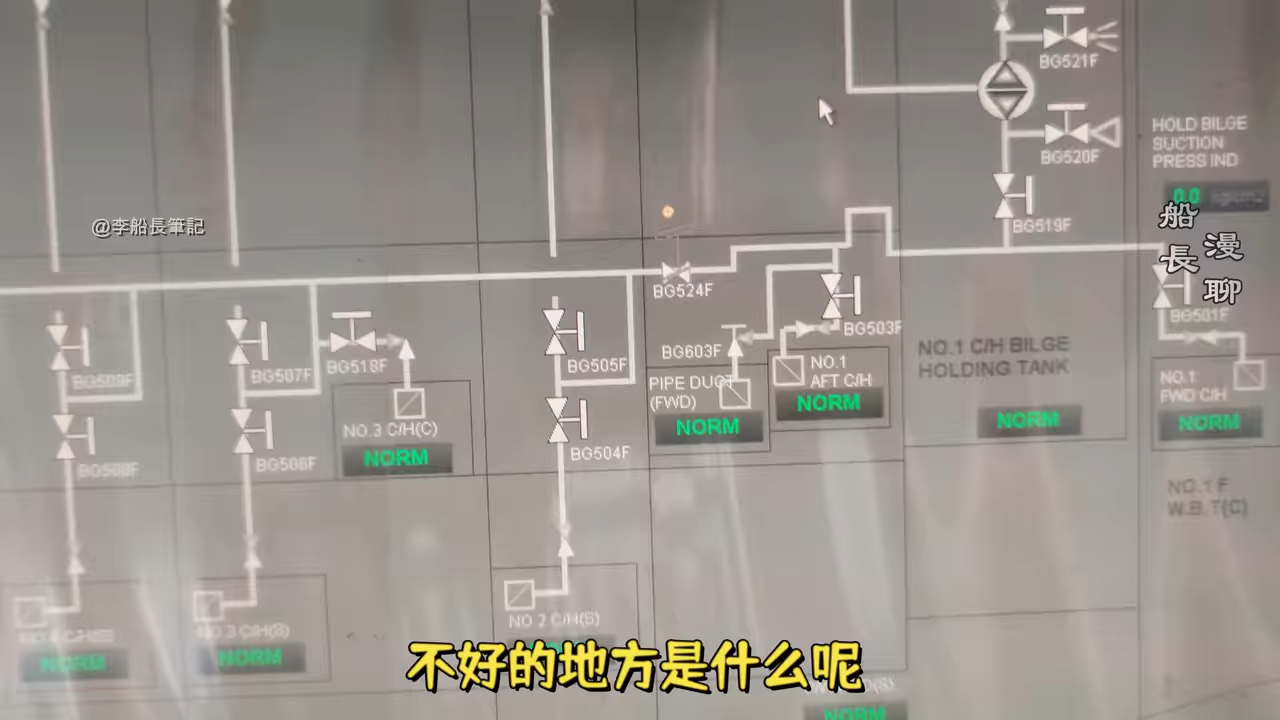 BG521F
HOLD BILGE
SUCTION
PRESS IND
BG520F
0.0 kg/cm2
船長
漫聊
@李船長筆記
BG519F
BG524F
BG501F
BG503F
BG603F
BG505F
BG518F
BG507F
BG509F
NO.1
AFT C/H
NORM
PIPE DUCT
(FWD)
NORM
NO.1 C/H BILGE
HOLDING TANK
NORM
NO.1
FWD C/H
NORM
NO.3 C/H(C)
NORM
BG504F
BG506F
BG508F
NO.1 F
W.B.T(C)
NO.2 C/H(S)
NO.3 C/H(S)
NORM
NORM
NORM
不好的地方是什么呢